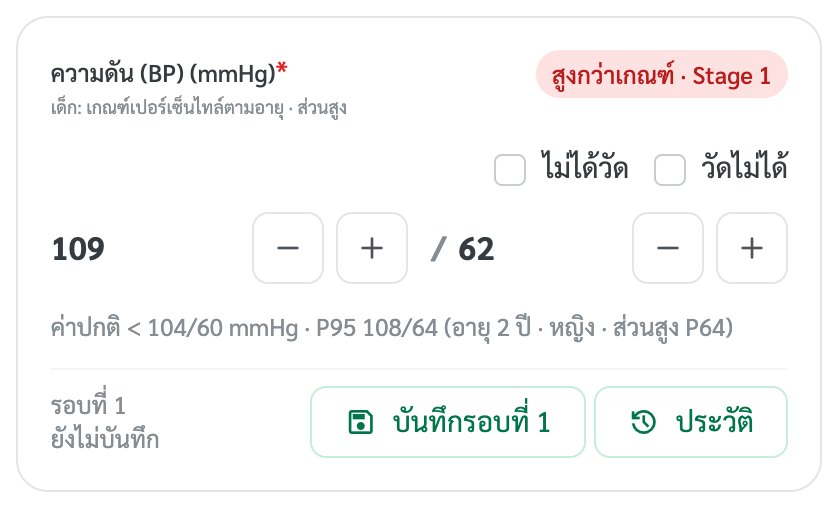 ความดัน (BP) (mmHg)*
สูงกว่าเกณฑ์ · Stage 1
เด็ก: เกณฑ์เปอร์เซ็นไทล์ตามอายุ · ส่วนสูง
ไม่ได้วัด วัดไม่ได้
109 − + / 62 − +
ค่าปกติ < 104/60 mmHg · P95 108/64 (อายุ 2 ปี · หญิง · ส่วนสูง P64)
รอบที่ 1
ยังไม่บันทึก
บันทึกรอบที่ 1
ประวัติ